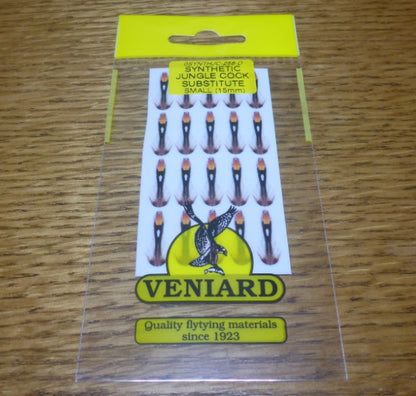 SYNTHETIC
JUNGLE COCK
SUBSTITUTE
SMALL (15mm)
VENIARD
Quality flytying materials
since 1923